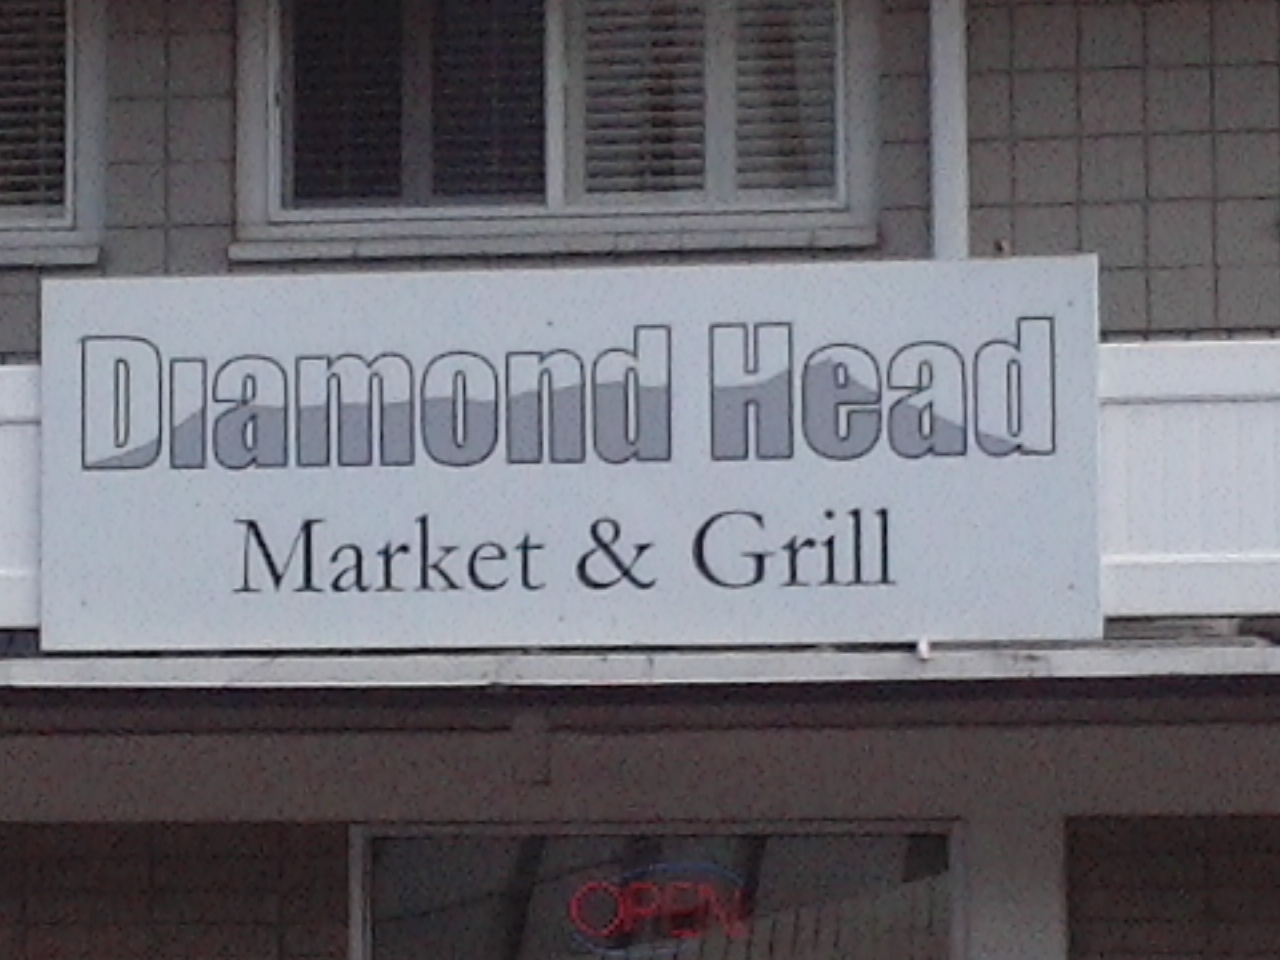 Diamond Head
Market & Grill
OPEN